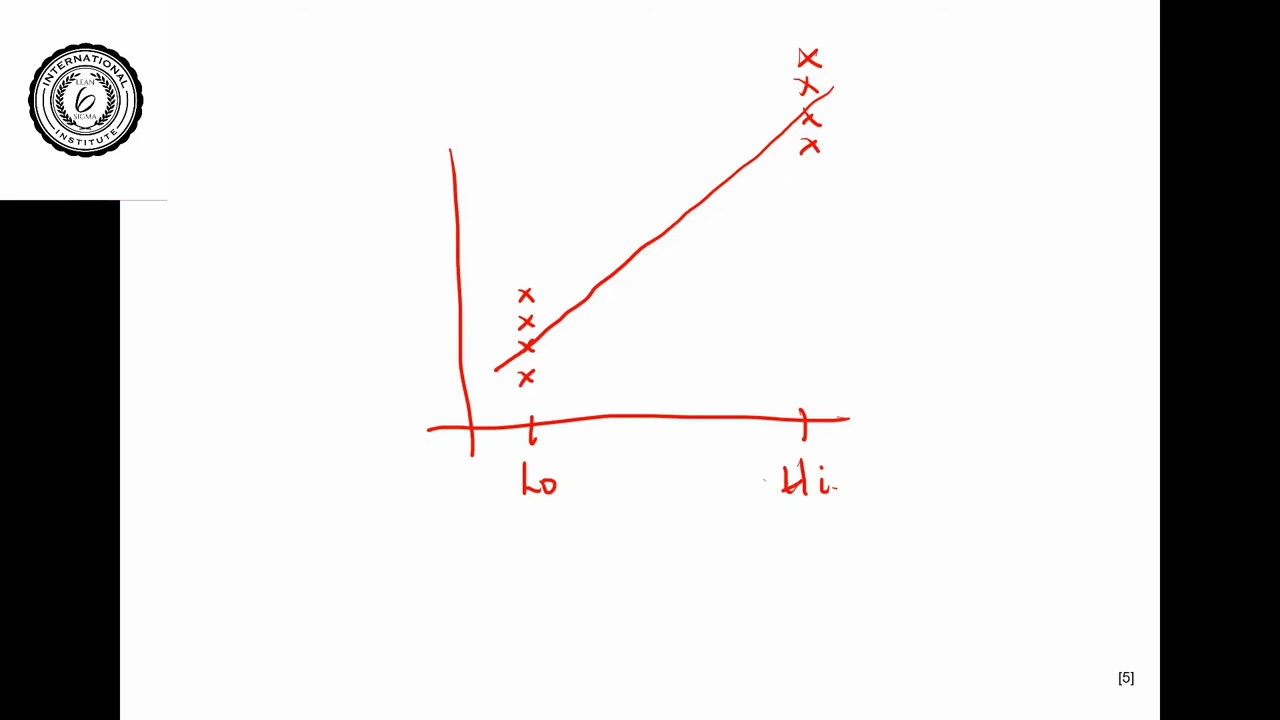 INTERNATIONAL
LEAN
6
SIGMA
INSTITUTE
x
x
x
x
x
x
x
x
Lo Hi
[5]